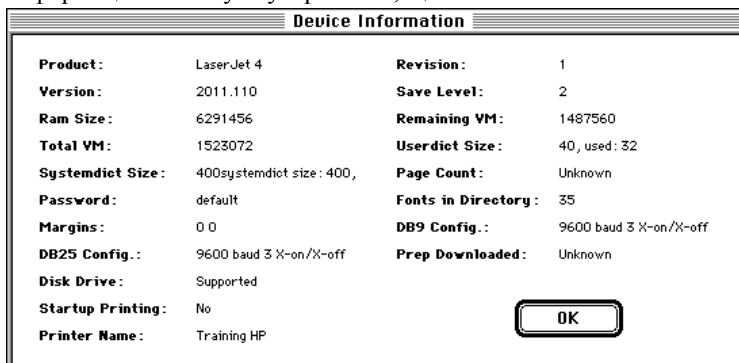 Device Information
Product: LaserJet 4 Revision: 1
Version: 2011.110 Save Level: 2
Ram Size: 6291456 Remaining VM: 1487560
Total VM: 1523072 Userdict Size: 40, used: 32
Systemdict Size: 400systemdict size: 400, Page Count: Unknown
Password: default Fonts in Directory: 35
Margins: 0 0 DB9 Config.: 9600 baud 3 X-on/X-off
DB25 Config.: 9600 baud 3 X-on/X-off Prep Downloaded: Unknown
Disk Drive: Supported
Startup Printing: No
OK
Printer Name: Training HP